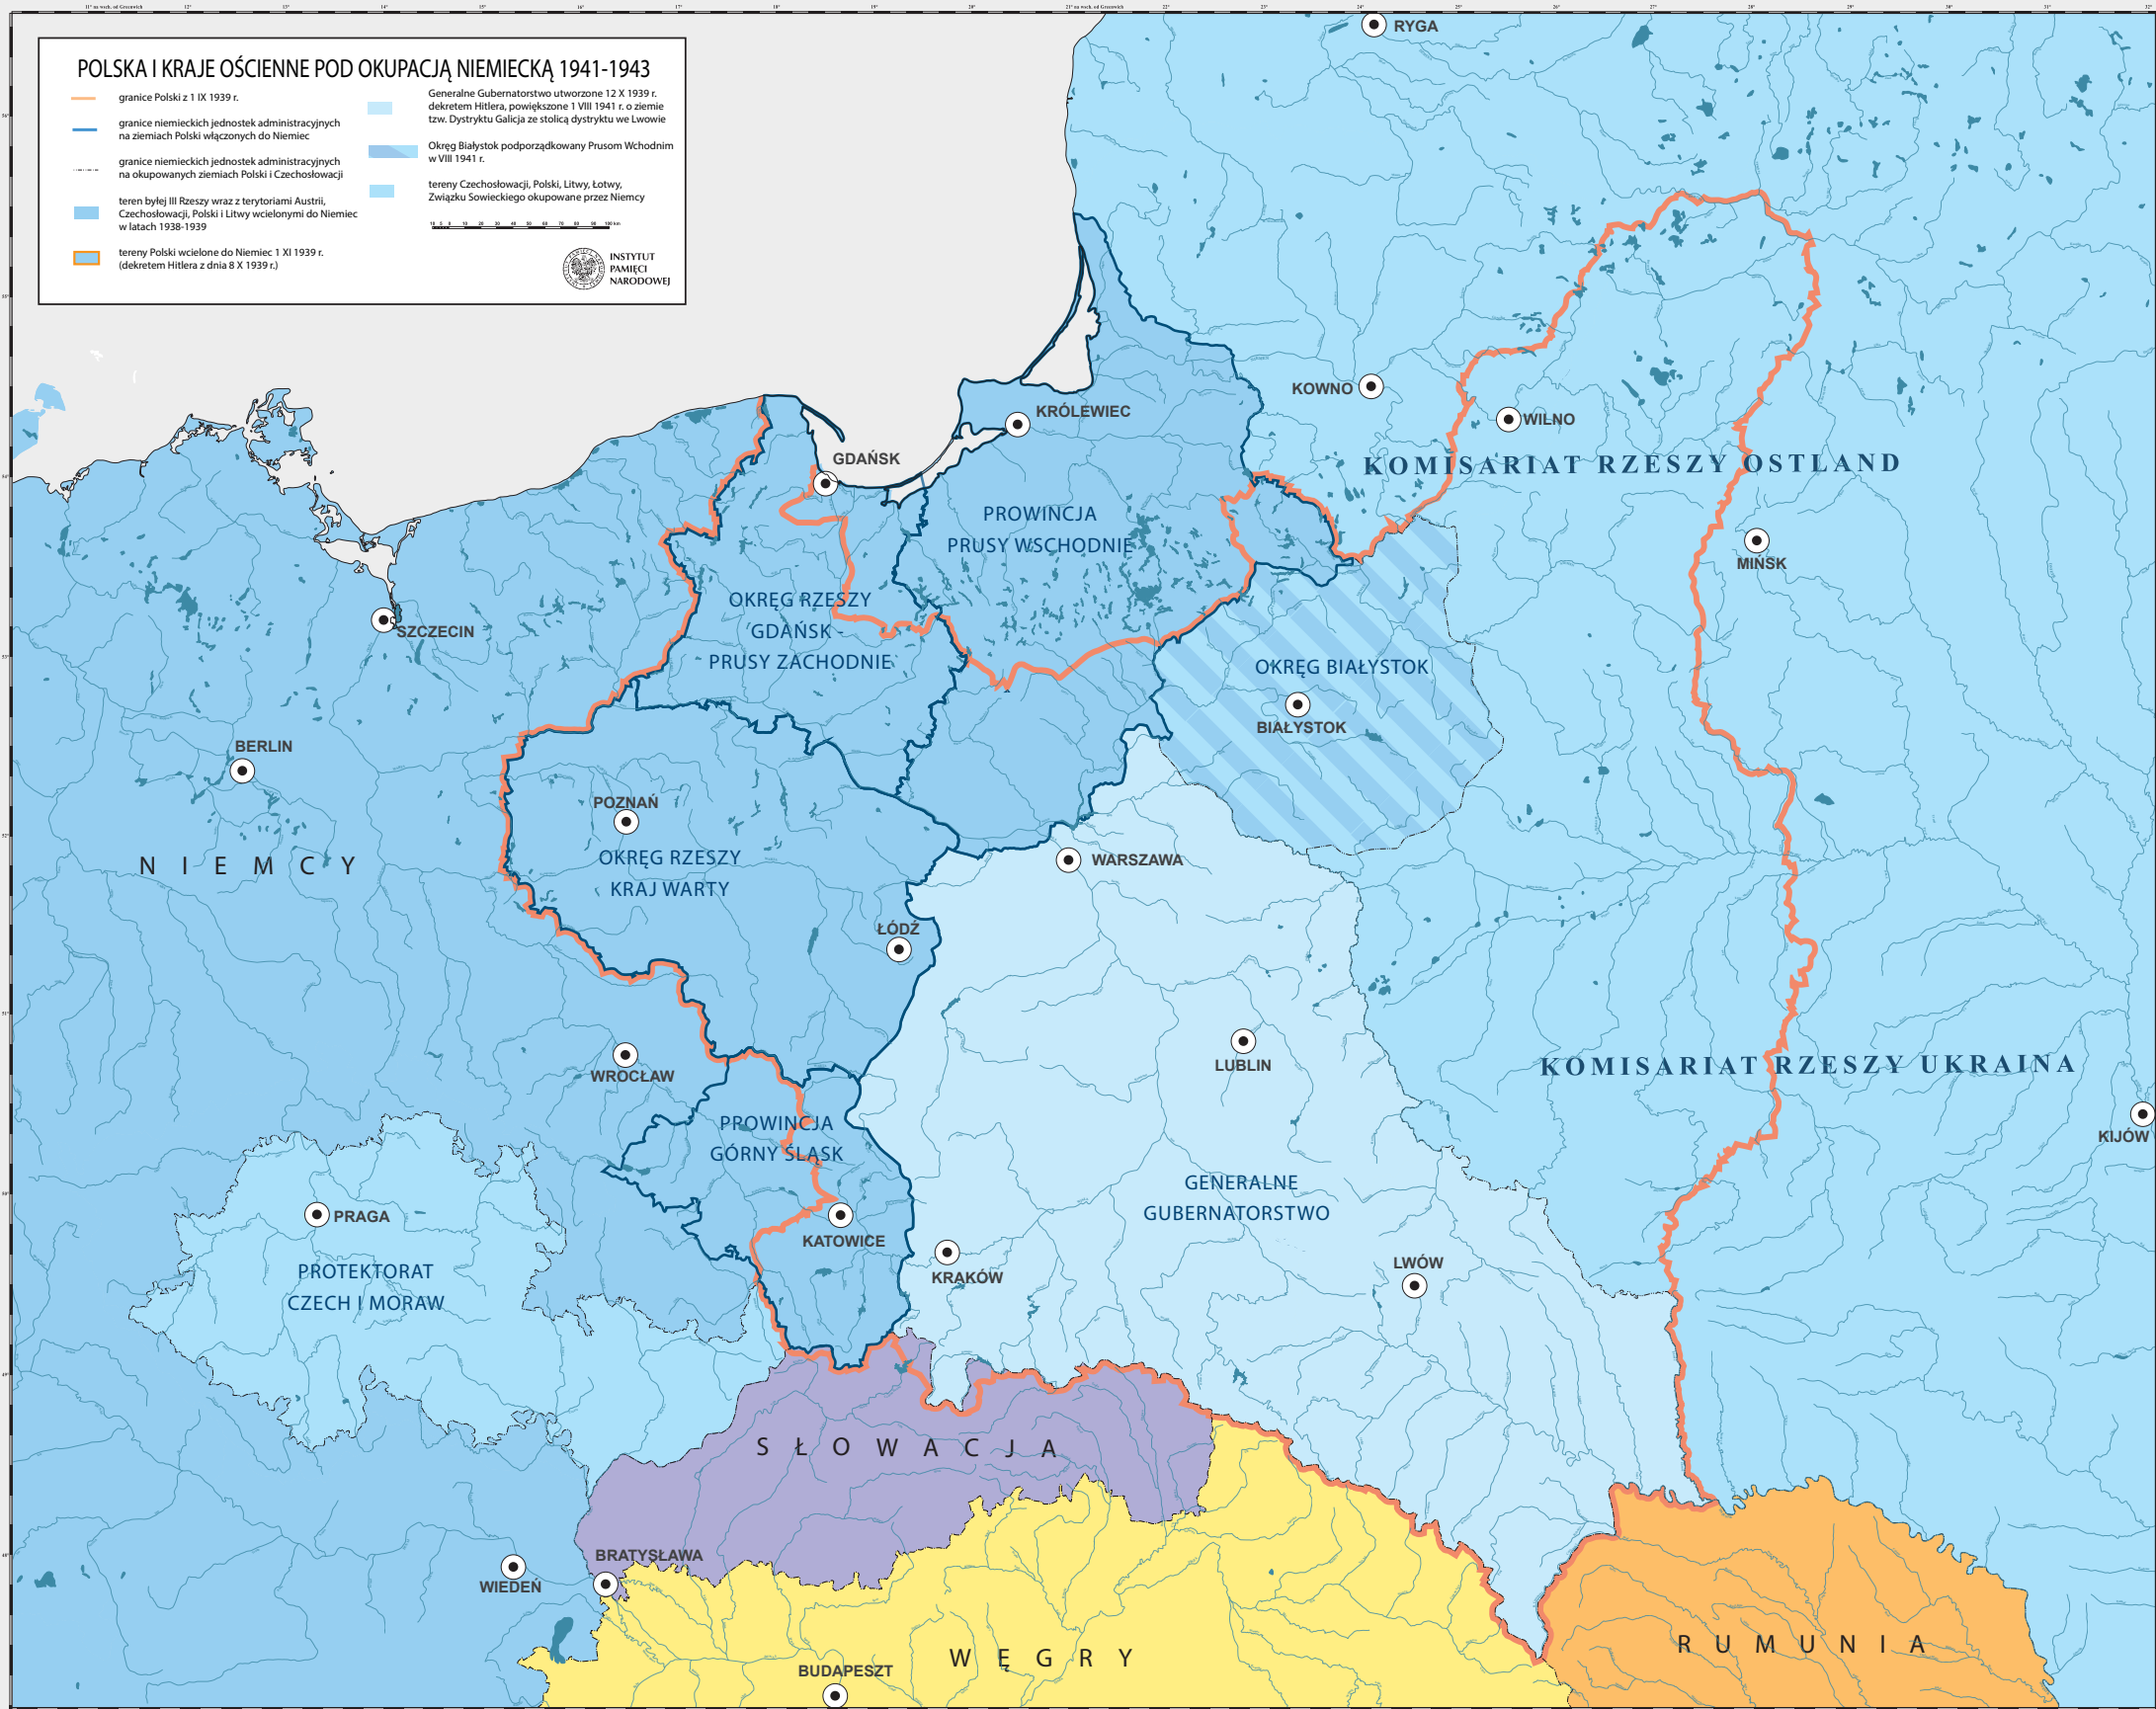 POLSKA I KRAJE OŚCIENNE POD OKUPACJĄ NIEMIECKĄ 1941-1943
granice Polski z 1 IX 1939 r.
granice niemieckich jednostek administracyjnych
na ziemiach Polski włączonych do Niemiec
granice niemieckich jednostek administracyjnych
na okupowanych ziemiach Polski i Czechosłowacji
teren byłej III Rzeszy wraz z terytoriami Austrii,
Czechosłowacji, Polski i Litwy wcielonymi do Niemiec
w latach 1938-1939
tereny Polski wcielone do Niemiec 1 XI 1939 r.
(dekretem Hitlera z dnia 8 X 1939 r.)
Generalne Gubernatorstwo utworzone 12 X 1939 r.
dekretem Hitlera, powiększone 1 VIII 1941 r. o ziemie
tzw. Dystryktu Galicja ze stolicą dystryktu we Lwowie
Okręg Białystok podporządkowany Prusom Wchodnim
w VIII 1941 r.
tereny Czechosłowacji, Polski, Litwy, Łotwy,
Związku Sowieckiego okupowane przez Niemcy
INSTYTUT
PAMIĘCI
NARODOWEJ
RYGA
KOWNO
WILNO
KRÓLEWIEC
GDAŃSK
KOMISARIAT RZESZY OSTLAND
PROWINCJA
PRUSY WSCHODNIE
MIŃSK
OKRĘG RZESZY
GDAŃSK -
PRUSY ZACHODNIE
SZCZECIN
OKRĘG BIAŁYSTOK
BIAŁYSTOK
BERLIN
POZNAŃ
OKRĘG RZESZY
KRAJ WARTY
NIEMCY
WARSZAWA
ŁÓDŹ
LUBLIN
WROCŁAW
KOMISARIAT RZESZY UKRAINA
KIJÓW
PROWINCJA
GÓRNY ŚLĄSK
GENERALNE
GUBERNATORSTWO
PRAGA
KATOWICE
KRAKÓW
LWÓW
PROTEKTORAT
CZECH I MORAW
SŁOWACJA
BRATYSŁAWA
WIEDEŃ
WĘGRY
BUDAPESZT
RUMUNIA